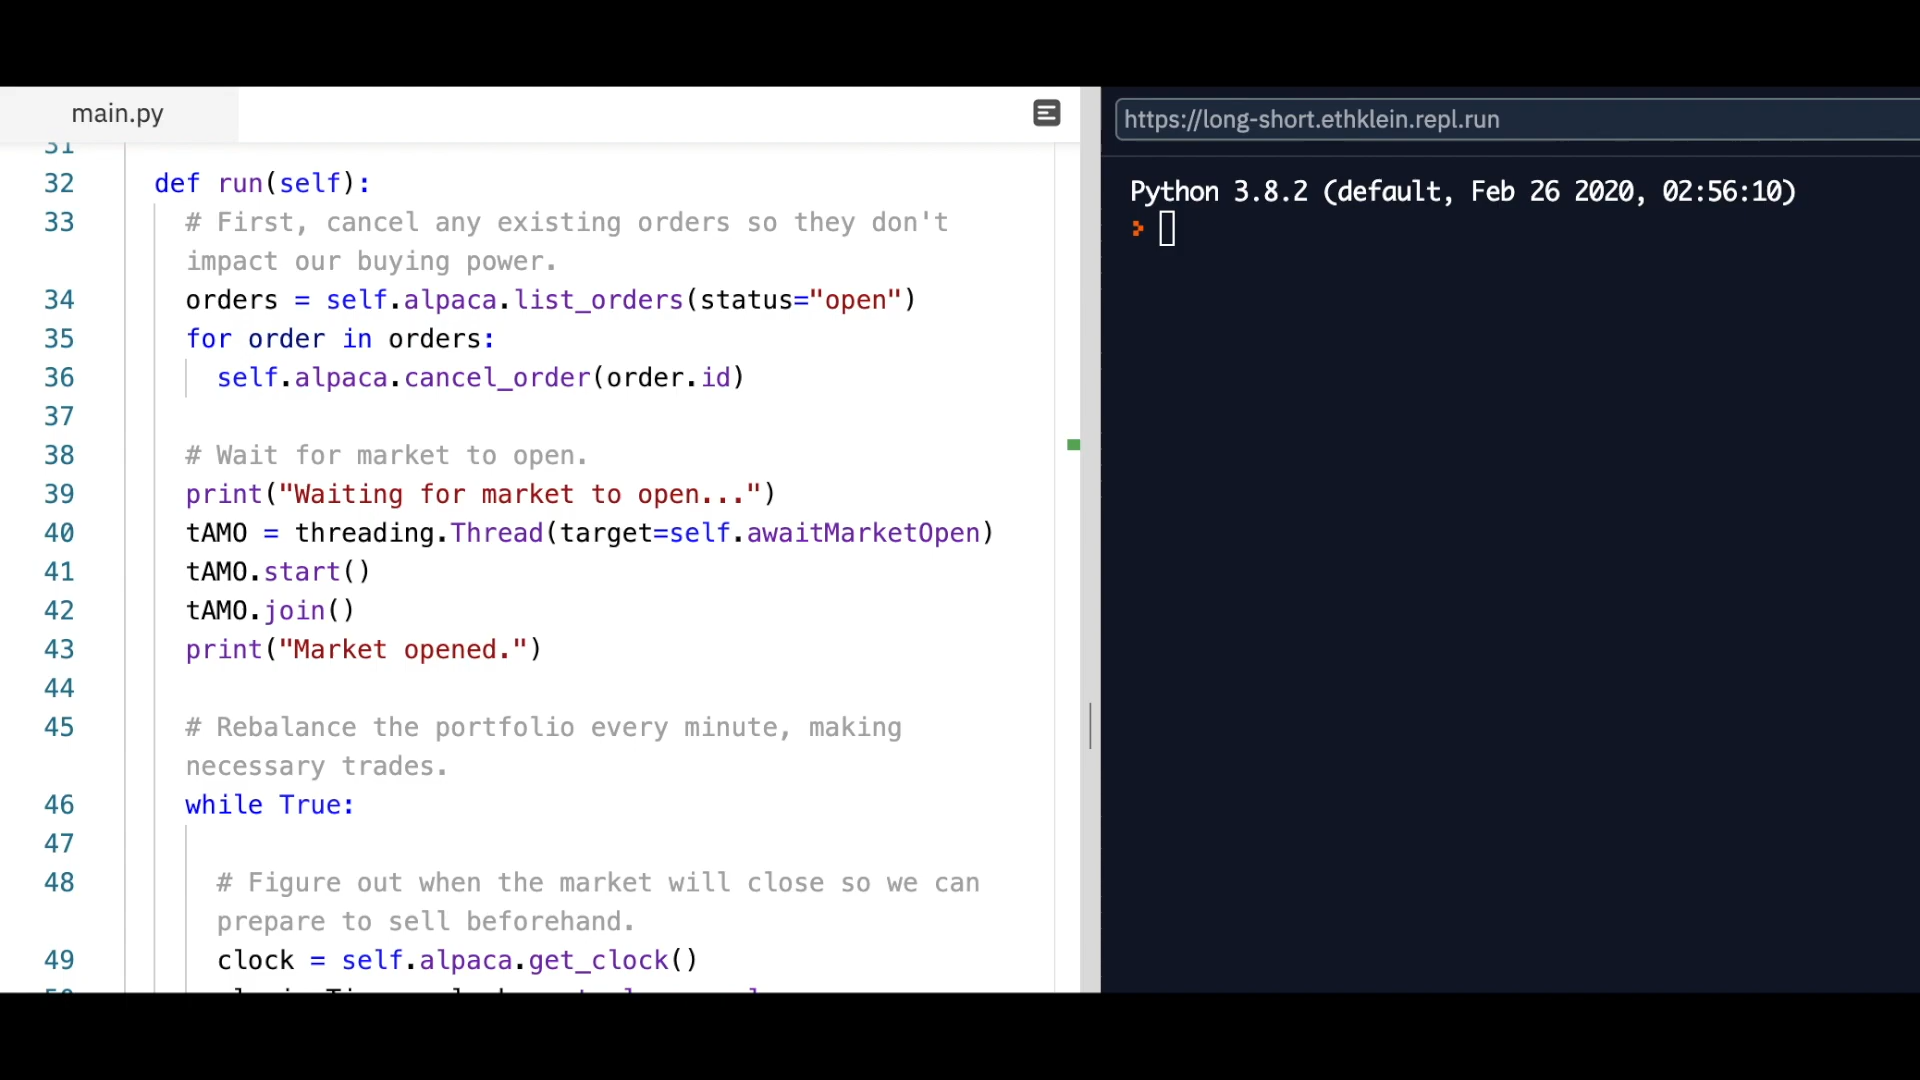 main.py
31
32 def run(self):
33 # First, cancel any existing orders so they don't
impact our buying power.
34 orders = self.alpaca.list_orders(status="open")
35 for order in orders:
36 self.alpaca.cancel_order(order.id)
37
38 # Wait for market to open.
39 print("Waiting for market to open...")
40 tAMO = threading.Thread(target=self.awaitMarketOpen)
41 tAMO.start()
42 tAMO.join()
43 print("Market opened.")
44
45 # Rebalance the portfolio every minute, making
necessary trades.
46 while True:
47
48 # Figure out when the market will close so we can
prepare to sell beforehand.
49 clock = self.alpaca.get_clock()
https://long-short.ethklein.repl.run
Python 3.8.2 (default, Feb 26 2020, 02:56:10)